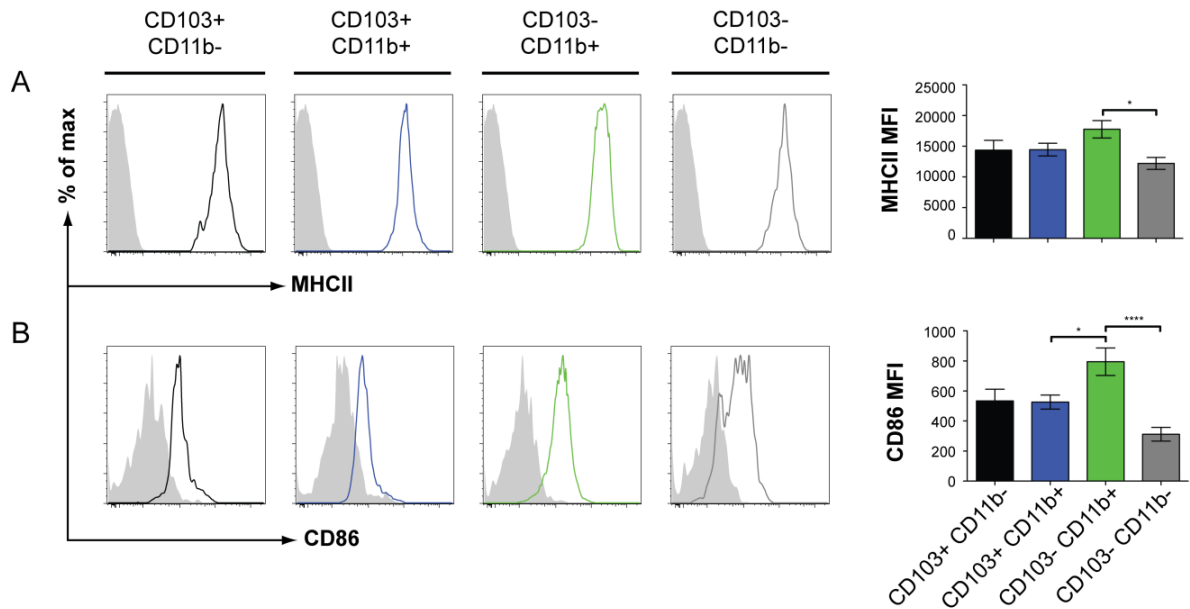 CD103+
CD11b-
CD103+
CD11b+
CD103-
CD11b+
CD103-
CD11b-
A
% of max
MHCII
MHCII MFI
25000
20000
15000
10000
5000
0
*
B
CD86
CD86 MFI
1000
800
600
400
200
0
*
****
CD103+ CD11b-
CD103+ CD11b+
CD103- CD11b+
CD103- CD11b-